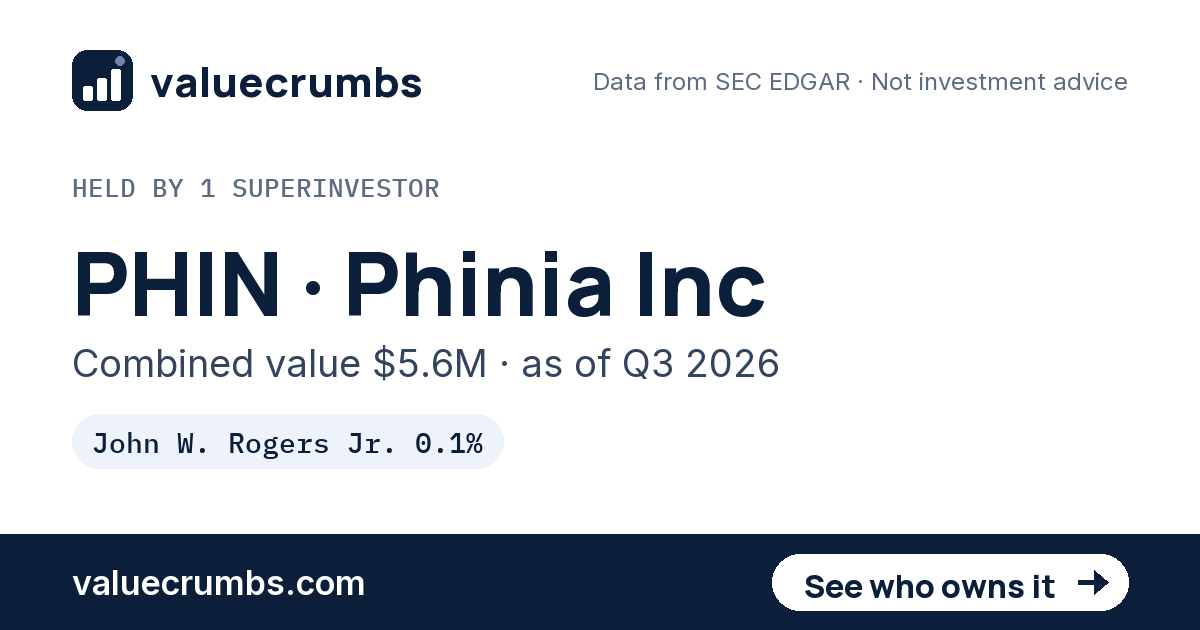 valuecrumbs
Data from SEC EDGAR · Not investment advice
HELD BY 1 SUPERINVESTOR
PHIN · Phinia Inc
Combined value $5.6M · as of Q3 2026
John W. Rogers Jr. 0.1%
valuecrumbs.com
See who owns it →